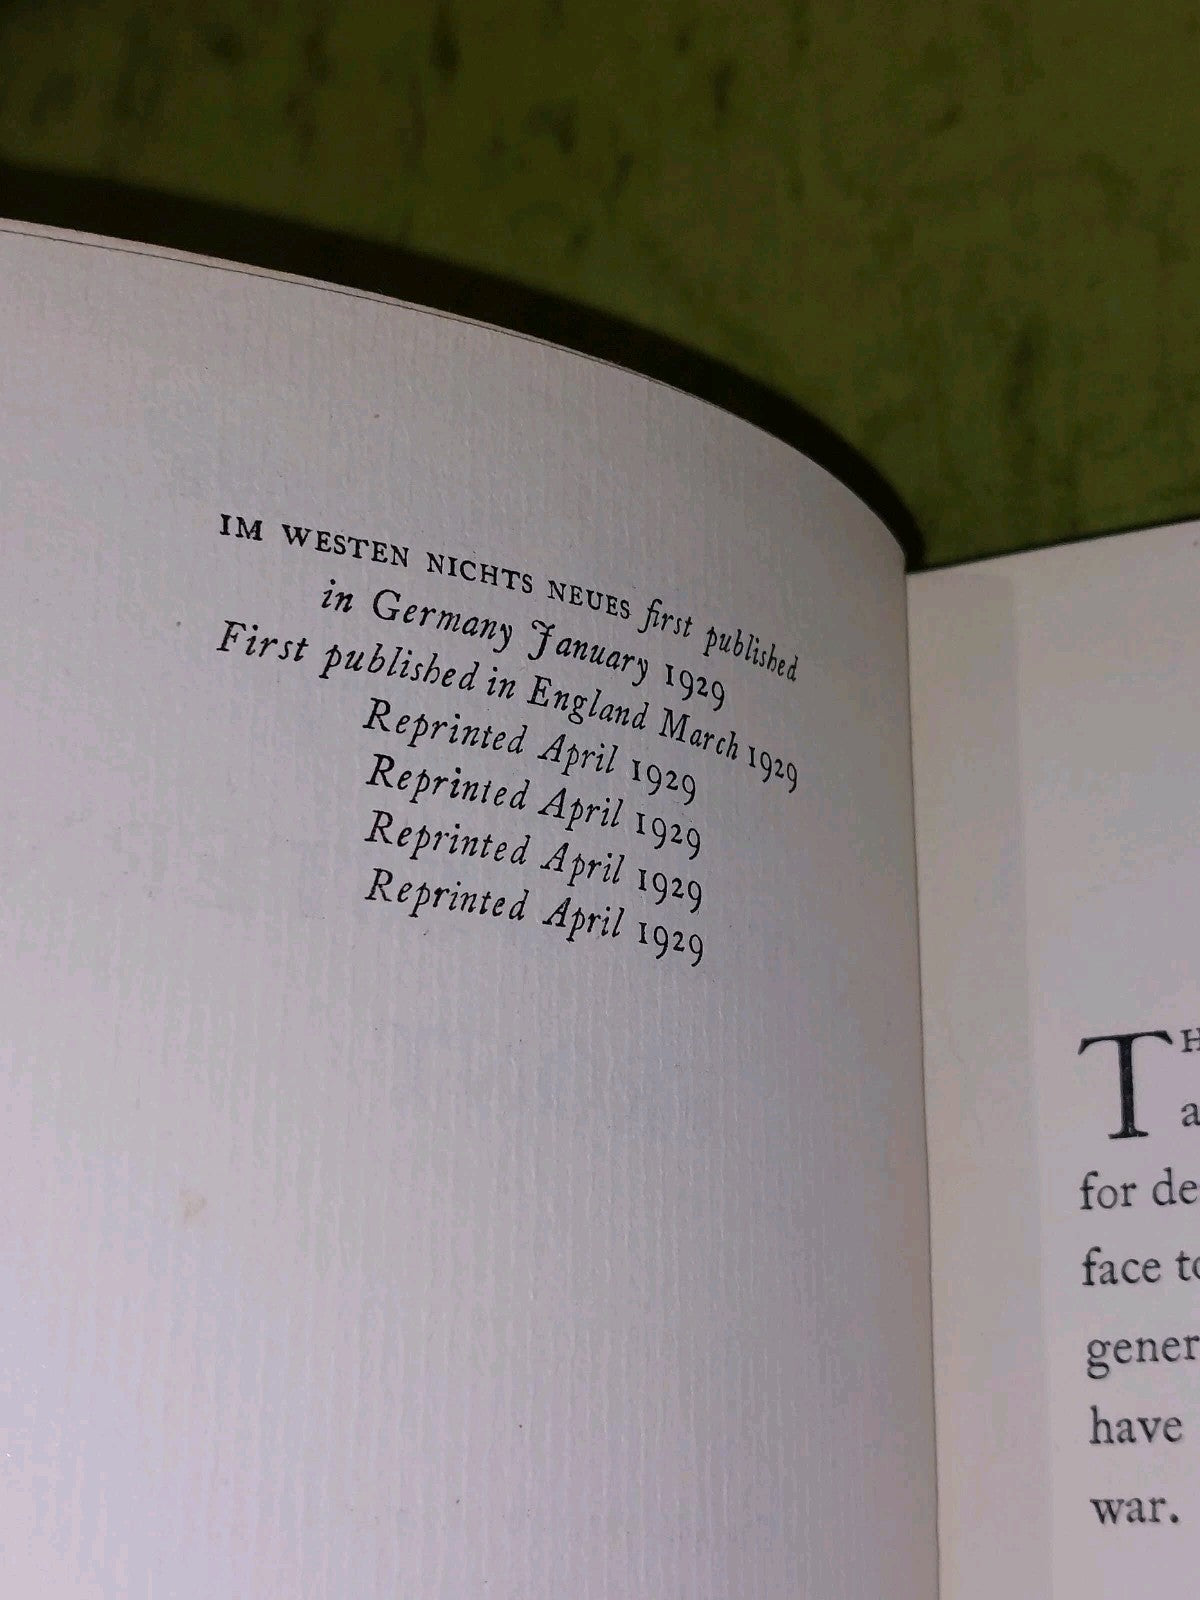 IM WESTEN NICHTS NEUES first published
in Germany January 1929
First published in England March 1929
Reprinted April 1929
Reprinted April 1929
Reprinted April 1929
Reprinted April 1929
TH
a
for de
face to
gener
have
war.